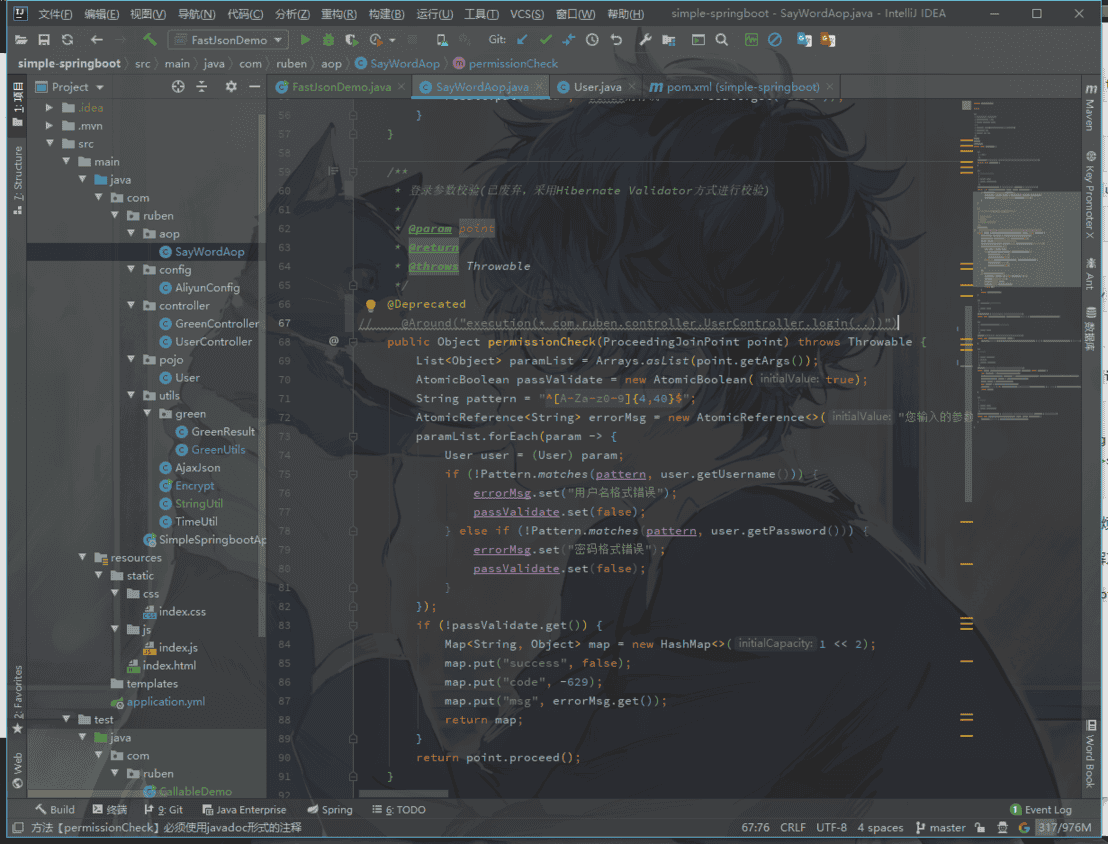 文件(F) 编辑(E) 视图(V) 导航(N) 代码(C) 分析(Z) 重构(R) 构建(B) 运行(U) 工具(T) VCS(S) 窗口(W) 帮助(H) simple-springboot - SayWordAop.java - IntelliJ IDEA
FastJsonDemo Git:
simple-springboot src main java com ruben aop SayWordAop permissionCheck
Project
FastJsonDemo.java SayWordAop.java User.java pom.xml (simple-springboot)
1: 项目
7: Structure
2: Favorites
Web
.idea
.mvn
src
main
java
com
ruben
aop
SayWordAop
config
AliyunConfig
controller
GreenController
UserController
pojo
User
utils
green
GreenResult
GreenUtils
AjaxJson
Encrypt
StringUtil
TimeUtil
SimpleSpringbootAp
resources
static
css
index.css
js
index.js
index.html
templates
application.yml
test
java
com
ruben
CallableDemo
56 }
57 }
58
59 /**
60 * 登录参数校验(已废弃，采用Hibernate Validator方式进行校验)
61 *
62 * @param point
63 * @return
64 * @throws Throwable
65 *
66 @Deprecated
67 // @Around("execution(* com.ruben.controller.UserController.login(..))")
68 @ public Object permissionCheck(ProceedingJoinPoint point) throws Throwable {
69 List<Object> paramList = Arrays.asList(point.getArgs());
70 AtomicBoolean passValidate = new AtomicBoolean( initialValue: true);
71 String pattern = "^[A-Za-z0-9]{4,40}$";
72 AtomicReference<String> errorMsg = new AtomicReference<>( initialValue: "您输入的参数
73 paramList.forEach(param -> {
74 User user = (User) param;
75 if (!Pattern.matches(pattern, user.getUsername())) {
76 errorMsg.set("用户名格式错误");
77 passValidate.set(false);
78 } else if (!Pattern.matches(pattern, user.getPassword())) {
79 errorMsg.set("密码格式错误");
80 passValidate.set(false);
81 }
82 });
83 if (!passValidate.get()) {
84 Map<String, Object> map = new HashMap<>( initialCapacity: 1 << 2);
85 map.put("success", false);
86 map.put("code", -629);
87 map.put("msg", errorMsg.get());
88 return map;
89 }
90 return point.proceed();
91 }
92
Maven
Key Promoter X
Ant
数据库
Word Book
Build 终端 9: Git Java Enterprise Spring 6: TODO 1 Event Log
方法【permissionCheck】必须使用javadoc形式的注释 67:76 CRLF UTF-8 4 spaces master 317/976M